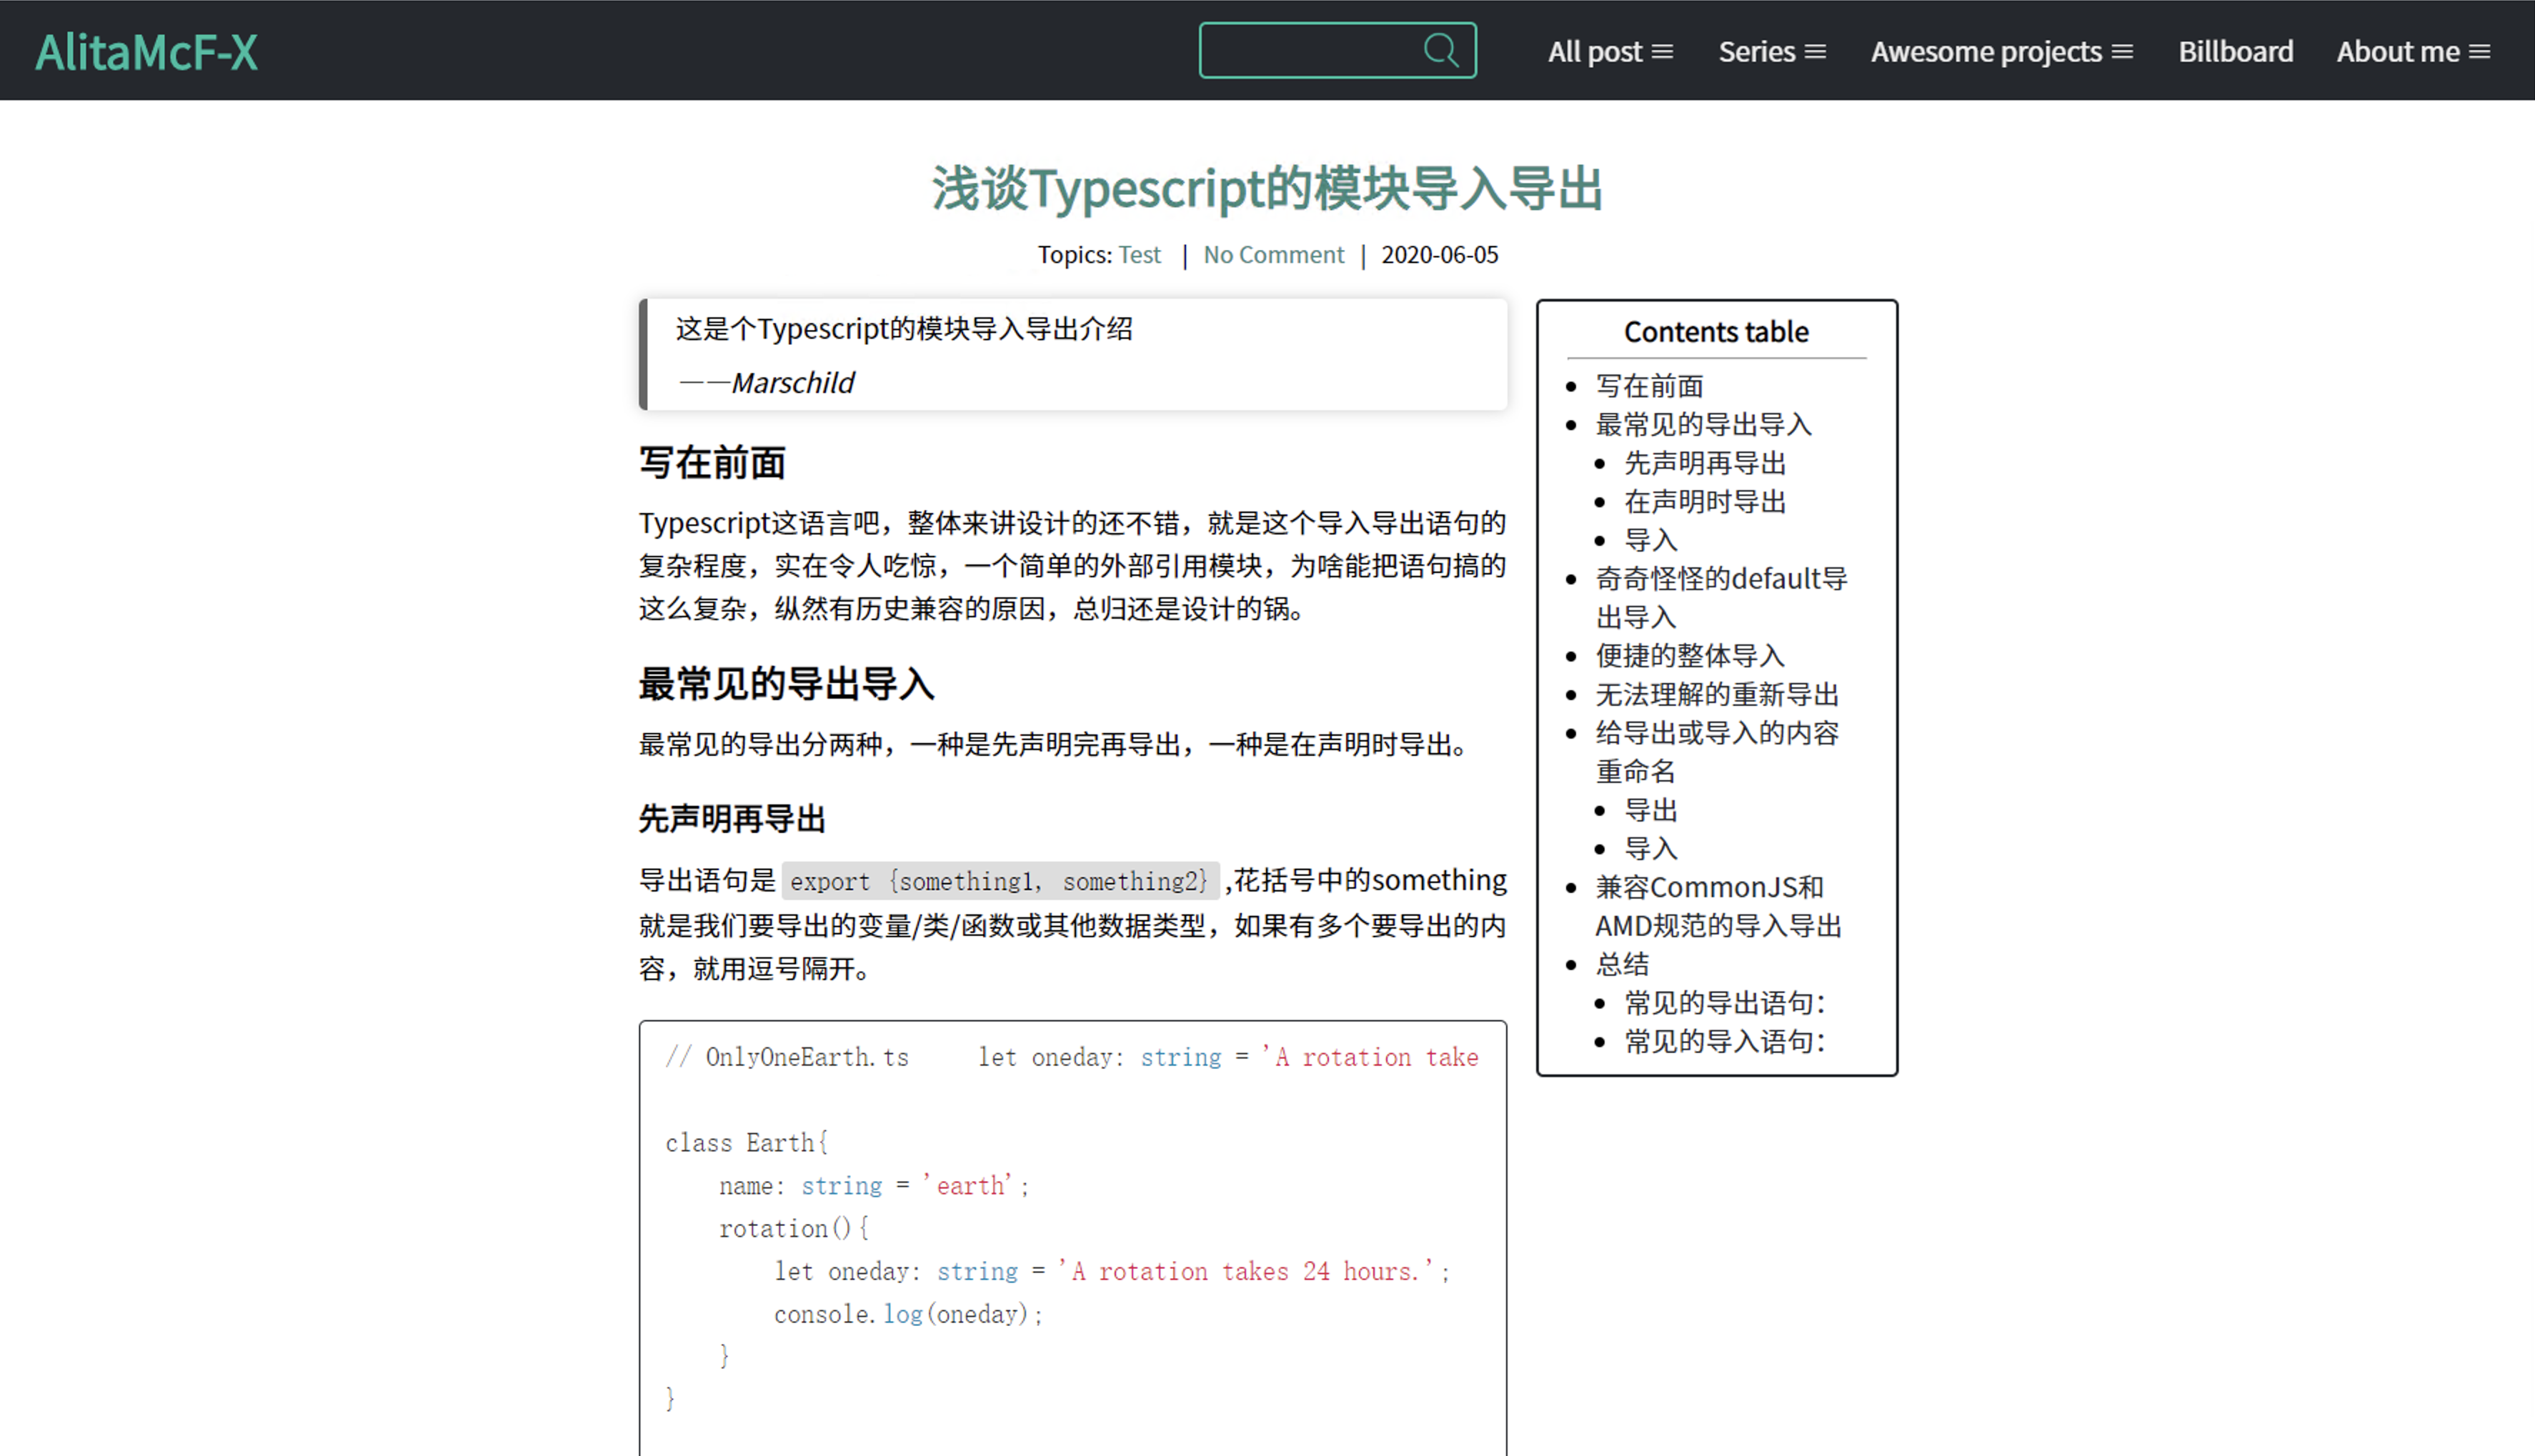 AlitaMcF-X
All post Series Awesome projects Billboard About me
浅谈Typescript的模块导入导出
Topics: Test | No Comment | 2020-06-05
这是个Typescript的模块导入导出介绍
——Marschild
写在前面
Typescript这语言吧，整体来讲设计的还不错，就是这个导入导出语句的
复杂程度，实在令人吃惊，一个简单的外部引用模块，为啥能把语句搞的
这么复杂，纵然有历史兼容的原因，总归还是设计的锅。
最常见的导出导入
最常见的导出分两种，一种是先声明完再导出，一种是在声明时导出。
先声明再导出
导出语句是 export {something1, something2} ,花括号中的something
就是我们要导出的变量/类/函数或其他数据类型，如果有多个要导出的内
容，就用逗号隔开。
// OnlyOneEarth.ts let oneday: string = 'A rotation take
class Earth{
name: string = 'earth';
rotation(){
let oneday: string = 'A rotation takes 24 hours.';
console.log(oneday);
}
}
Contents table
写在前面
最常见的导出导入
先声明再导出
在声明时导出
导入
奇奇怪怪的default导
出导入
便捷的整体导入
无法理解的重新导出
给导出或导入的内容
重命名
导出
导入
兼容CommonJS和
AMD规范的导入导出
总结
常见的导出语句：
常见的导入语句：